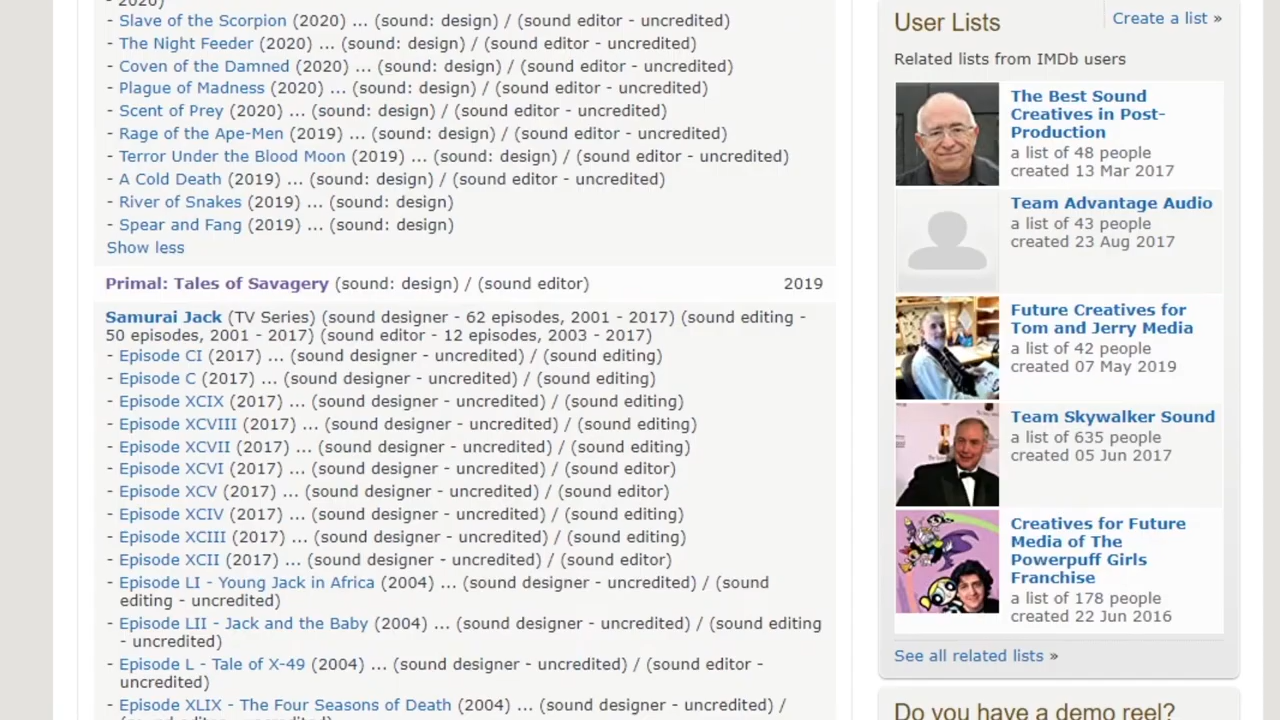 - 2020)
- Slave of the Scorpion (2020) ... (sound: design) / (sound editor - uncredited)
- The Night Feeder (2020) ... (sound: design) / (sound editor - uncredited)
- Coven of the Damned (2020) ... (sound: design) / (sound editor - uncredited)
- Plague of Madness (2020) ... (sound: design) / (sound editor - uncredited)
- Scent of Prey (2020) ... (sound: design) / (sound editor - uncredited)
- Rage of the Ape-Men (2019) ... (sound: design) / (sound editor - uncredited)
- Terror Under the Blood Moon (2019) ... (sound: design) / (sound editor - uncredited)
- A Cold Death (2019) ... (sound: design) / (sound editor - uncredited)
- River of Snakes (2019) ... (sound: design)
- Spear and Fang (2019) ... (sound: design)
Show less
Primal: Tales of Savagery (sound: design) / (sound editor) 2019
Samurai Jack (TV Series) (sound designer - 62 episodes, 2001 - 2017) (sound editing -
50 episodes, 2001 - 2017) (sound editor - 12 episodes, 2003 - 2017)
- Episode CI (2017) ... (sound designer - uncredited) / (sound editing)
- Episode C (2017) ... (sound designer - uncredited) / (sound editing)
- Episode XCIX (2017) ... (sound designer - uncredited) / (sound editing)
- Episode XCVIII (2017) ... (sound designer - uncredited) / (sound editing)
- Episode XCVII (2017) ... (sound designer - uncredited) / (sound editing)
- Episode XCVI (2017) ... (sound designer - uncredited) / (sound editor)
- Episode XCV (2017) ... (sound designer - uncredited) / (sound editor)
- Episode XCIV (2017) ... (sound designer - uncredited) / (sound editing)
- Episode XCIII (2017) ... (sound designer - uncredited) / (sound editing)
- Episode XCII (2017) ... (sound designer - uncredited) / (sound editor)
- Episode LI - Young Jack in Africa (2004) ... (sound designer - uncredited) / (sound
editing - uncredited)
- Episode LII - Jack and the Baby (2004) ... (sound designer - uncredited) / (sound editing
- uncredited)
- Episode L - Tale of X-49 (2004) ... (sound designer - uncredited) / (sound editor -
uncredited)
- Episode XLIX - The Four Seasons of Death (2004) ... (sound designer - uncredited) /
(sound editor - uncredited)
User Lists
Create a list »
Related lists from IMDb users
The Best Sound
Creatives in Post-
Production
a list of 48 people
created 13 Mar 2017
Team Advantage Audio
a list of 43 people
created 23 Aug 2017
Future Creatives for
Tom and Jerry Media
a list of 42 people
created 07 May 2019
Team Skywalker Sound
a list of 635 people
created 05 Jun 2017
Creatives for Future
Media of The
Powerpuff Girls
Franchise
a list of 178 people
created 22 Jun 2016
See all related lists »
Do you have a demo reel?